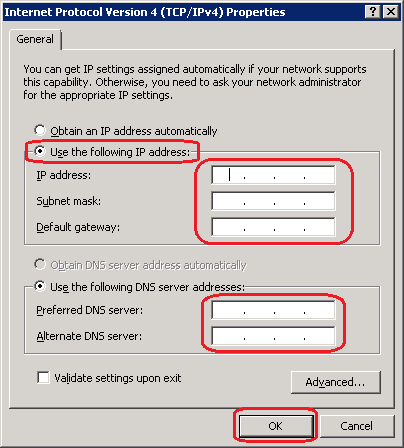 Internet Protocol Version 4 (TCP/IPv4) Properties
General
You can get IP settings assigned automatically if your network supports
this capability. Otherwise, you need to ask your network administrator
for the appropriate IP settings.
Obtain an IP address automatically
Use the following IP address:
IP address:
Subnet mask:
Default gateway:
Obtain DNS server address automatically
Use the following DNS server addresses:
Preferred DNS server:
Alternate DNS server:
Validate settings upon exit
Advanced...
OK Cancel